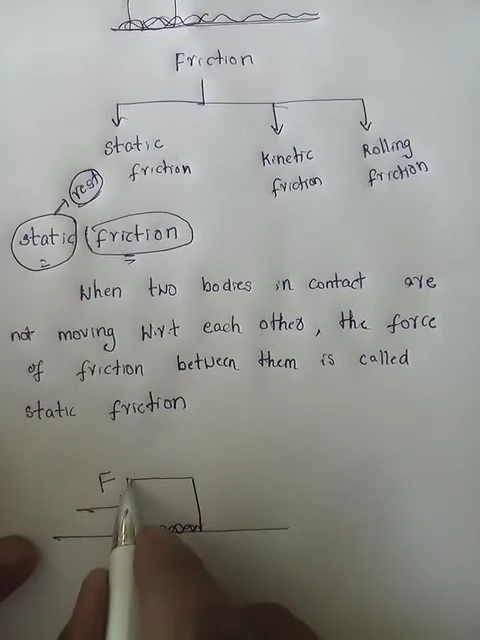 Friction
Static friction
Kinetic friction
Rolling friction
rest
static friction
When two bodies in contact are
not moving W.r.t each other, the force
of friction between them is called
static friction
F